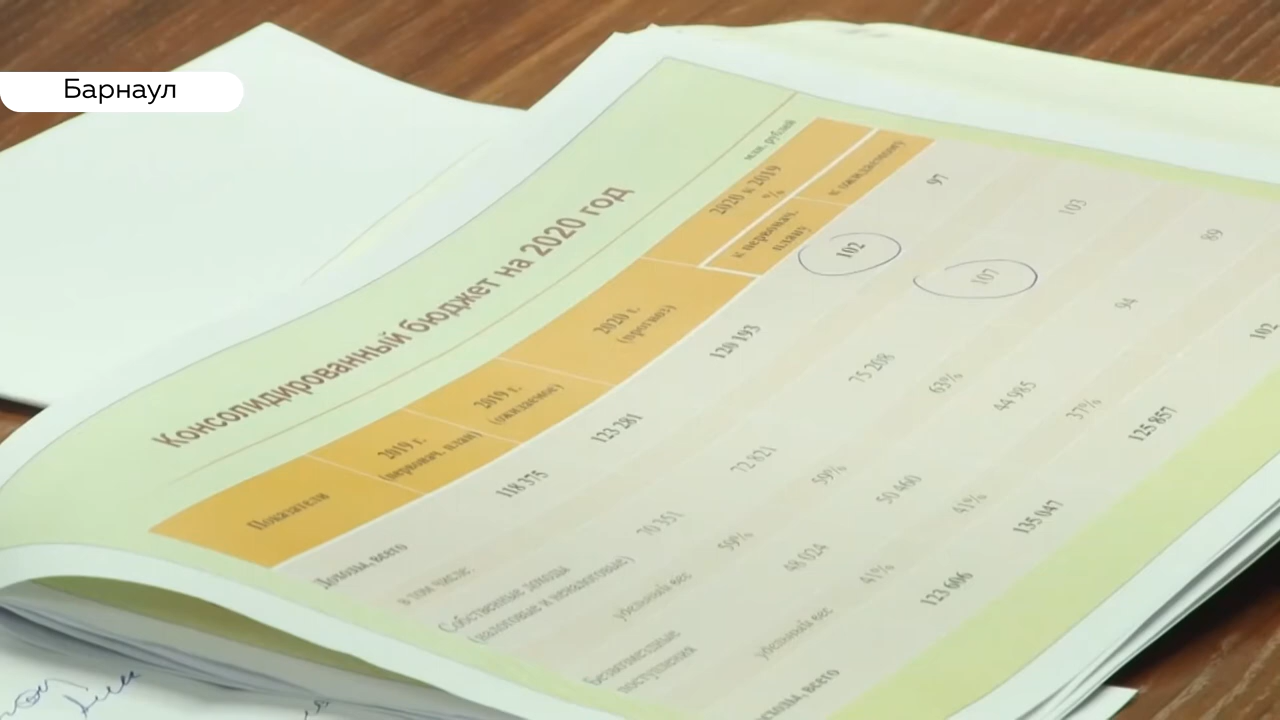 Барнаул
Консолидированный бюджет на 2020 год
млн. рублей
Показатели
2019 г.
(первонач. план)
2019 г.
(ожидаемое)
2020 г.
(прогноз)
2020 к 2019
%
к первонач.
плану
к ожидаемому
Доходы, всего
118 375
123 281
120 193
102
97
в том числе:
Собственные доходы
(налоговые и неналоговые)
70 351
72 821
75 208
107
103
удельный вес
59%
59%
63%
Безвозмездные
поступления
48 024
50 460
44 985
94
89
удельный вес
41%
41%
37%
всего
123 606
135 047
125 857
102